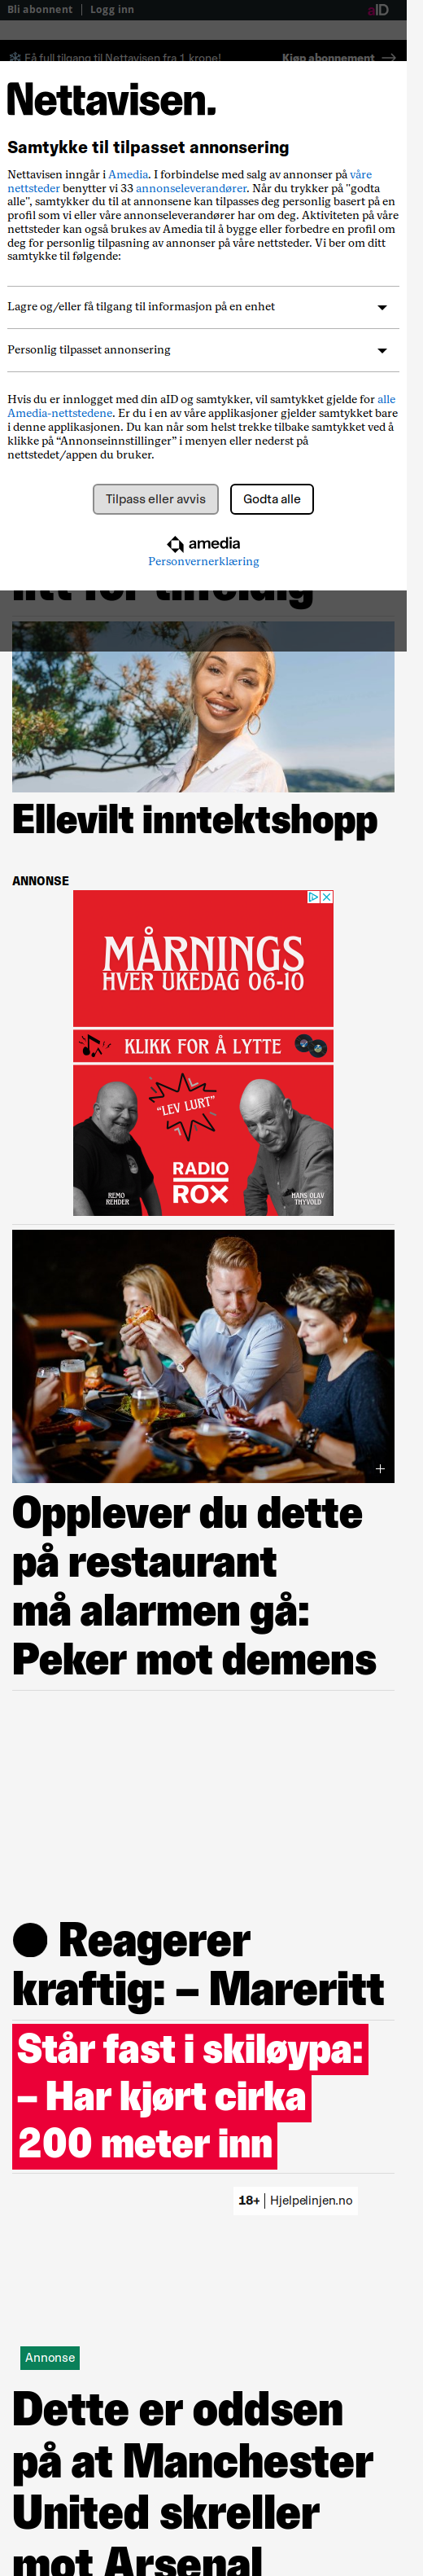 Bli abonnent | Logg inn
aID
Få full tilgang til Nettavisen fra 1 krone!
Kjøp abonnement →
Nettavisen.
Samtykke til tilpasset annonsering
Nettavisen inngår i Amedia. I forbindelse med salg av annonser på våre
nettsteder benytter vi 33 annonseleverandører. Når du trykker på "godta
alle", samtykker du til at annonsene kan tilpasses deg personlig basert på en
profil som vi eller våre annonseleverandører har om deg. Aktiviteten på våre
nettsteder kan også brukes av Amedia til å bygge eller forbedre en profil om
deg for personlig tilpasning av annonser på våre nettsteder. Vi ber om ditt
samtykke til følgende:
Lagre og/eller få tilgang til informasjon på en enhet
Personlig tilpasset annonsering
Hvis du er innlogget med din aID og samtykker, vil samtykket gjelde for alle
Amedia-nettstedene. Er du i en av våre applikasjoner gjelder samtykket bare
i denne applikasjonen. Du kan når som helst trekke tilbake samtykket ved å
klikke på “Annonseinnstillinger” i menyen eller nederst på
nettstedet/appen du bruker.
Tilpass eller avvis
Godta alle
amedia
Personvernerklæring
litt for tilfeldig
Ellevilt inntektshopp
ANNONSE
MÅRNINGS
HVER UKEDAG 06-10
KLIKK FOR Å LYTTE
"LEV LURT"
RADIO
ROX
REMO
REHDER
HANS OLAV
THYVOLD
Opplever du dette
på restaurant
må alarmen gå:
Peker mot demens
Reagerer
kraftig: – Mareritt
Står fast i skiløypa:
– Har kjørt cirka
200 meter inn
18+ | Hjelpelinjen.no
Annonse
Dette er oddsen
på at Manchester
United skreller
mot Arsenal